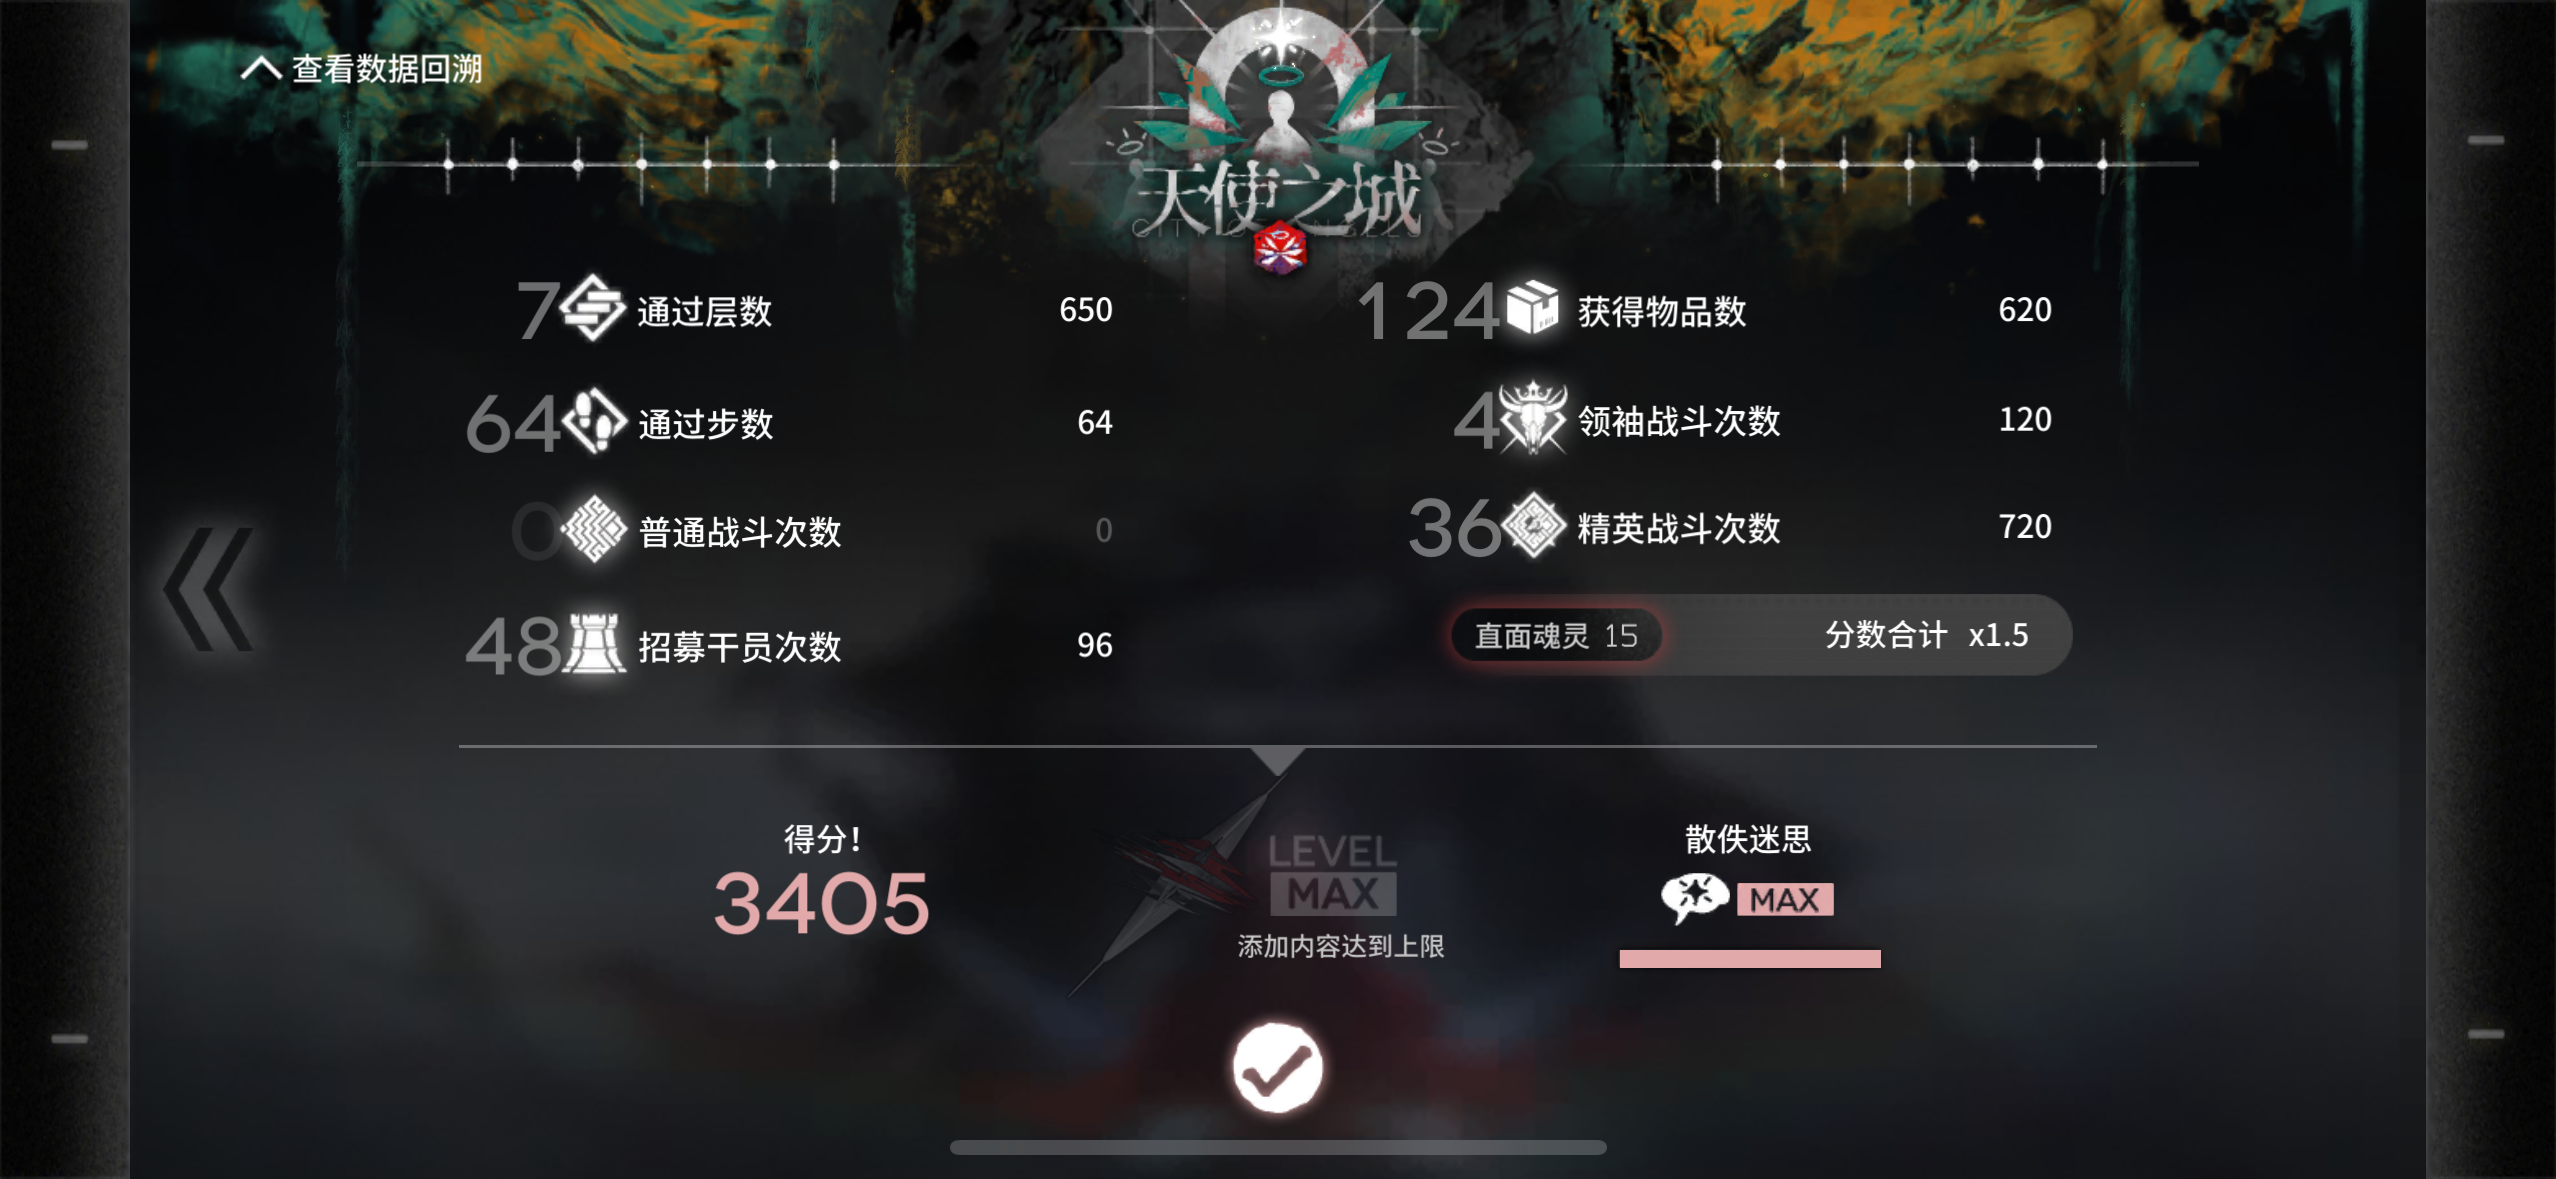 查看数据回溯
天使之城
7 通过层数 650
64 通过步数 64
0 普通战斗次数 0
48 招募干员次数 96
124 获得物品数 620
4 领袖战斗次数 120
36 精英战斗次数 720
直面魂灵 15 分数合计 x1.5
得分！
3405
LEVEL
MAX
添加内容达到上限
散佚迷思
MAX